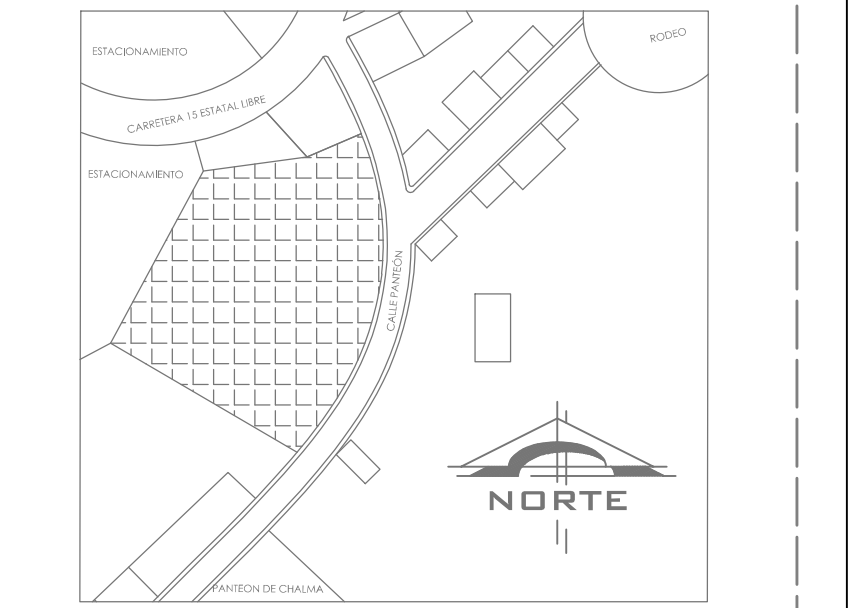 ESTACIONAMIENTO
RODEO
CARRETERA 15 ESTATAL LIBRE
ESTACIONAMIENTO
CALLE PANTEÓN
NORTE
PANTEON DE CHALMA